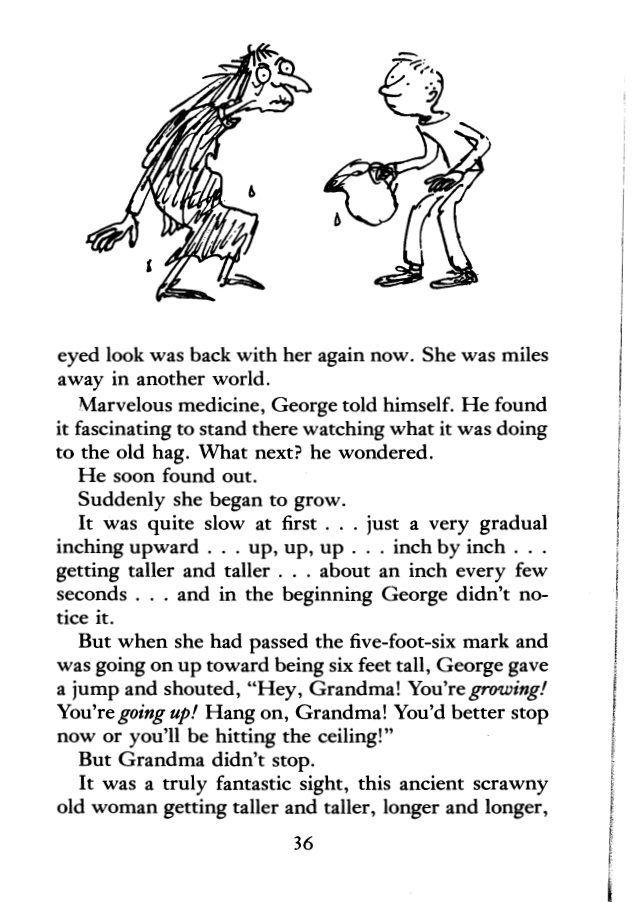 eyed look was back with her again now. She was miles
away in another world.
Marvelous medicine, George told himself. He found
it fascinating to stand there watching what it was doing
to the old hag. What next? he wondered.
He soon found out.
Suddenly she began to grow.
It was quite slow at first . . . just a very gradual
inching upward . . . up, up, up . . . inch by inch . . .
getting taller and taller . . . about an inch every few
seconds . . . and in the beginning George didn't no-
tice it.
But when she had passed the five-foot-six mark and
was going on up toward being six feet tall, George gave
a jump and shouted, “Hey, Grandma! You're growing!
You're going up! Hang on, Grandma! You'd better stop
now or you'll be hitting the ceiling!”
But Grandma didn't stop.
It was a truly fantastic sight, this ancient scrawny
old woman getting taller and taller, longer and longer,
36